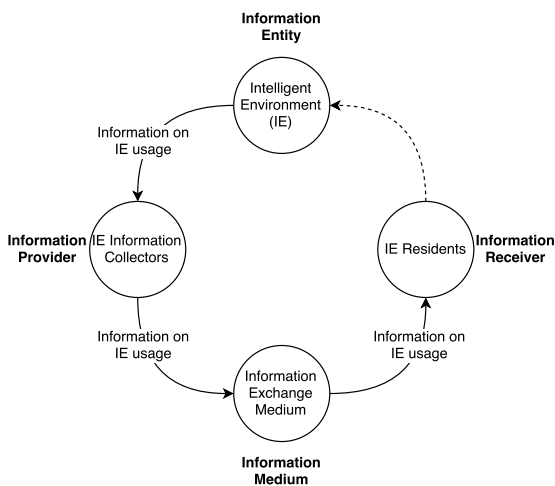 Information
Entity
Intelligent
Environment
(IE)
Information on
IE usage
Information
Provider
IE Information
Collectors
IE Residents
Information
Receiver
Information on
IE usage
Information on
IE usage
Information
Exchange
Medium
Information
Medium